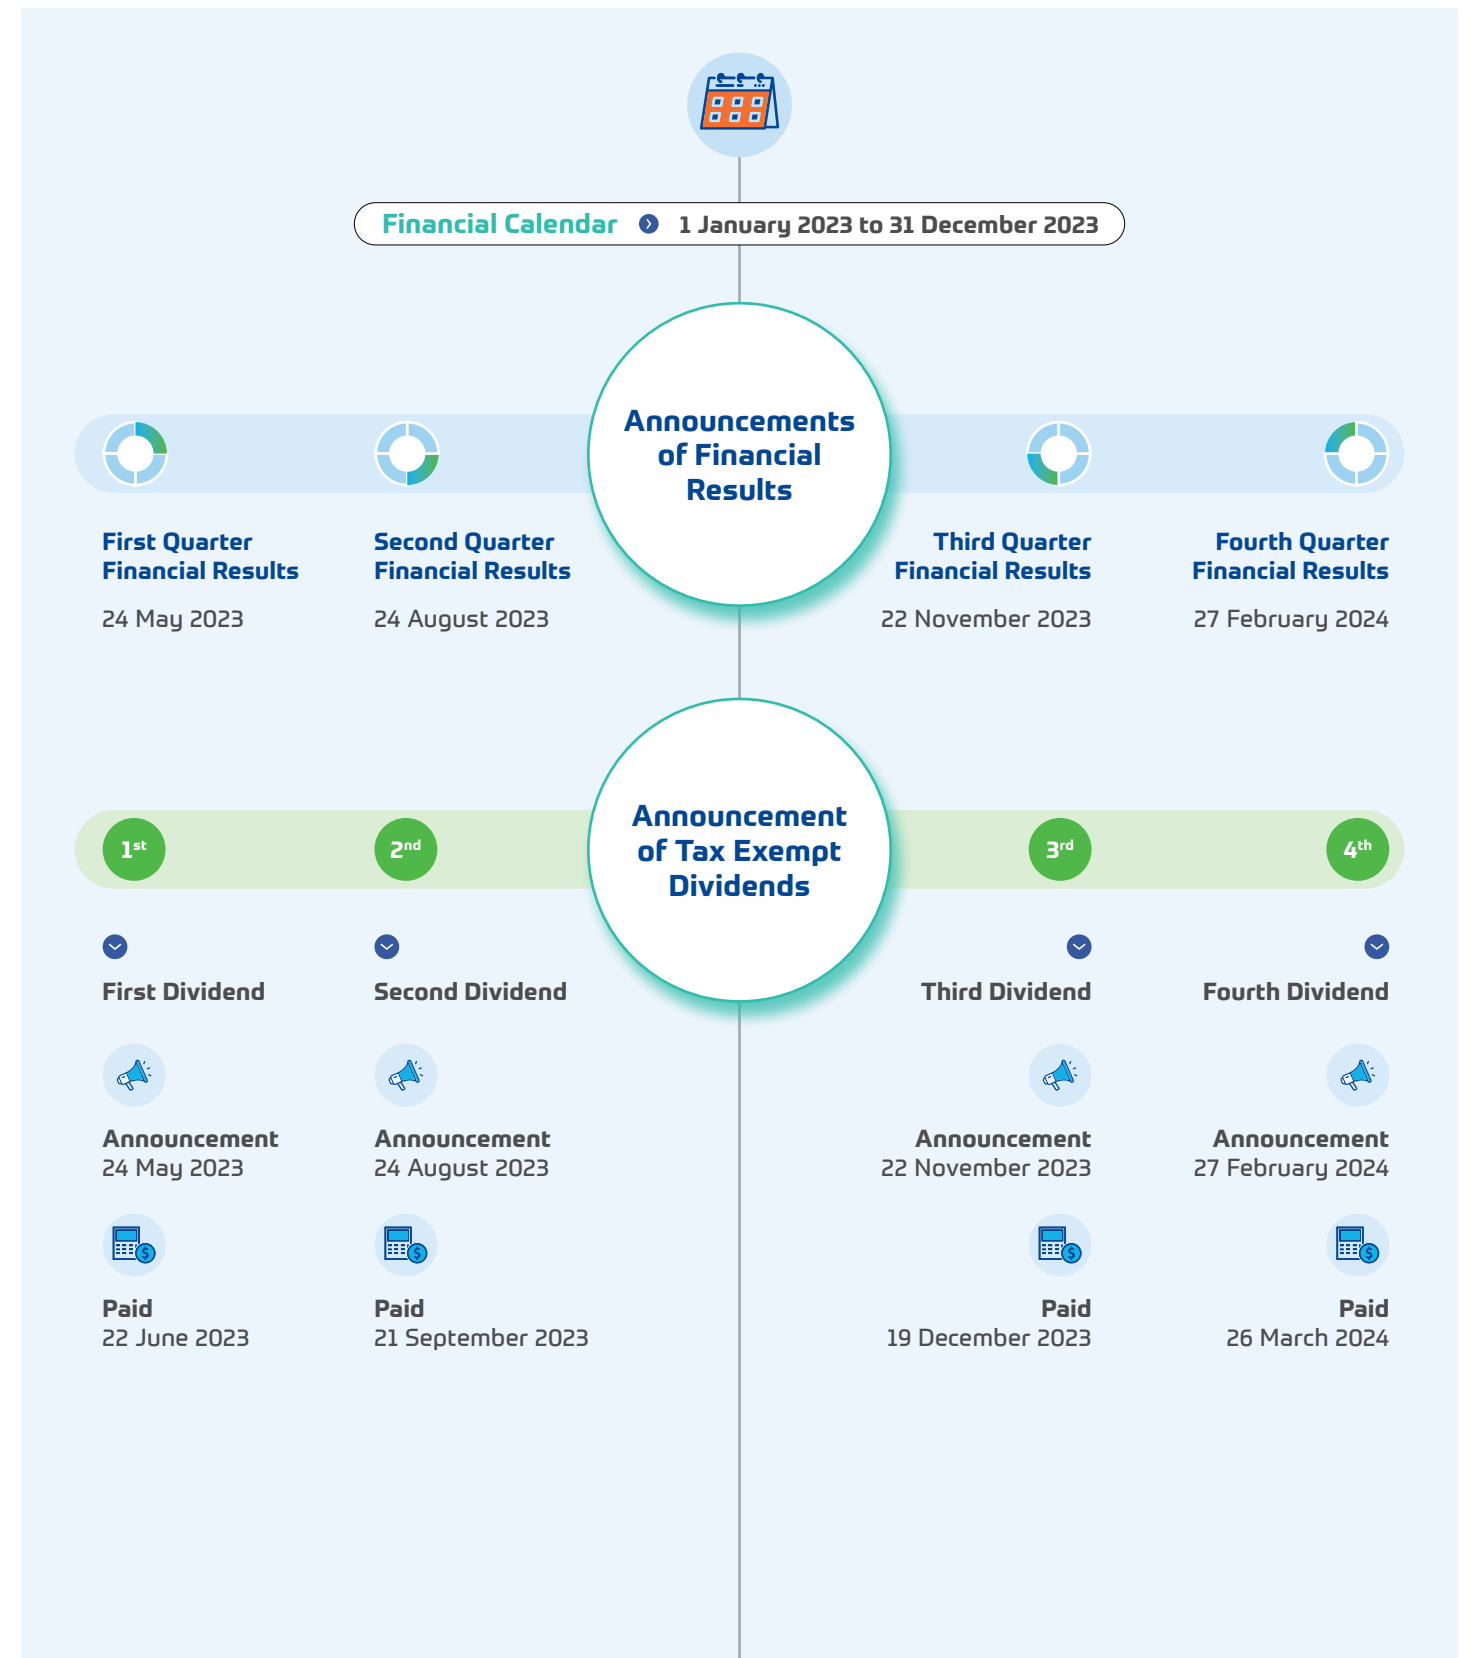 Financial Calendar 1 January 2023 to 31 December 2023
Announcements
of Financial
Results
First Quarter
Financial Results
24 May 2023
Second Quarter
Financial Results
24 August 2023
Third Quarter
Financial Results
22 November 2023
Fourth Quarter
Financial Results
27 February 2024
Announcement
of Tax Exempt
Dividends
1st
First Dividend
Announcement
24 May 2023
Paid
22 June 2023
2nd
Second Dividend
Announcement
24 August 2023
Paid
21 September 2023
3rd
Third Dividend
Announcement
22 November 2023
Paid
19 December 2023
4th
Fourth Dividend
Announcement
27 February 2024
Paid
26 March 2024